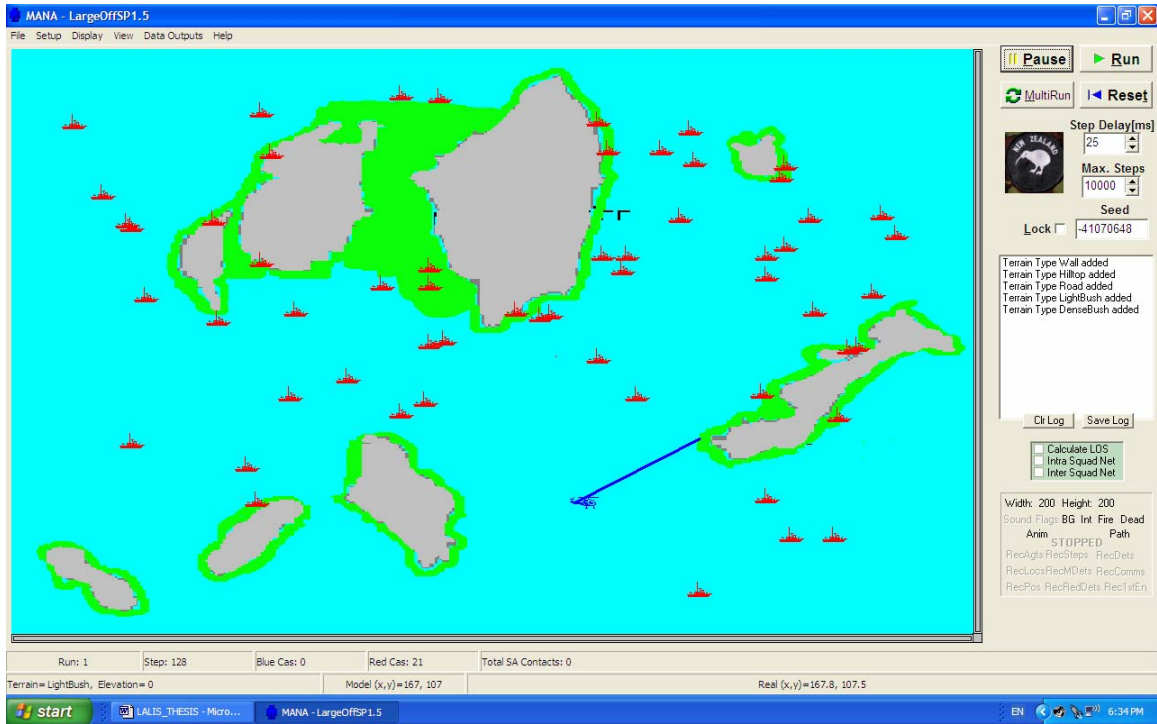 MANA - LargeOffSP1.5
File Setup Display View Data Outputs Help
Pause Run
MultiRun Reset
NEW ZEALAND
Step Delay[ms]
25
Max. Steps
10000
Seed
Lock -41070648
Terrain Type Wall added
Terrain Type Hilltop added
Terrain Type Road added
Terrain Type LightBush added
Terrain Type DenseBush added
Clr Log Save Log
Calculate LOS
Intra Squad Net
Inter Squad Net
Width: 200 Height: 200
Sound Flags BG Int Fire Dead
Anim STOPPED Path
RecAgts RecSteps RecDets
RecLocs RecMDets RecComms
RecPos RecRedDets Rec1stEn
Run: 1 Step: 128 Blue Cas: 0 Red Cas: 21 Total SA Contacts: 0
Terrain= LightBush, Elevation= 0 Model (x,y)=167, 107 Real (x,y)=167.8, 107.5
start LALIS_THESIS - Micro... MANA - LargeOffSP1.5 EN 6:34 PM